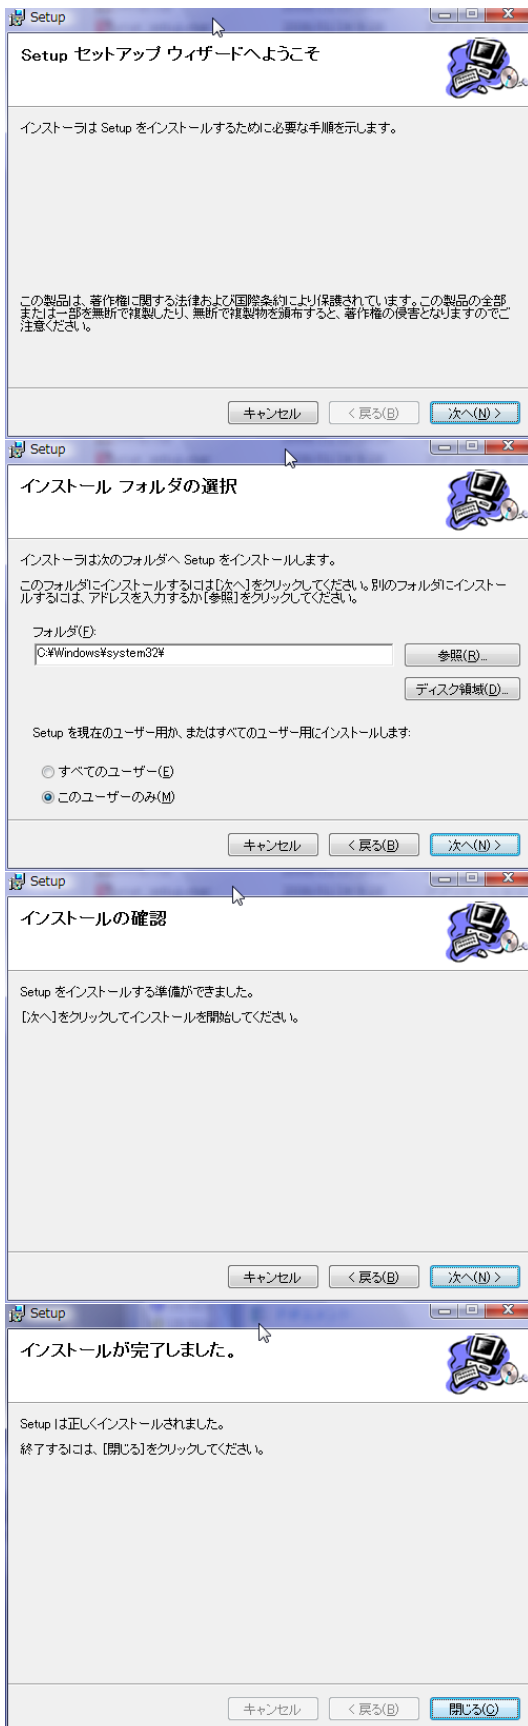 Setup
Setup セットアップ ウィザードへようこそ
インストーラは Setup をインストールするために必要な手順を示します。
この製品は、著作権に関する法律および国際条約により保護されています。この製品の全部
または一部を無断で複製したり、無断で複製物を頒布すると、著作権の侵害となりますのでご
注意ください。
キャンセル
< 戻る(B)
次へ(N) >
Setup
インストール フォルダの選択
インストーラは次のフォルダへ Setup をインストールします。
このフォルダにインストールするには[次へ]をクリックしてください。別のフォルダにインストー
ルするには、アドレスを入力するか[参照]をクリックしてください。
フォルダ(F):
C:¥Windows¥system32¥
参照(R)...
ディスク領域(D)...
Setup を現在のユーザー用か、またはすべてのユーザー用にインストールします:
すべてのユーザー(E)
このユーザーのみ(M)
キャンセル
< 戻る(B)
次へ(N) >
Setup
インストールの確認
Setup をインストールする準備ができました。
[次へ]をクリックしてインストールを開始してください。
キャンセル
< 戻る(B)
次へ(N) >
Setup
インストールが完了しました。
Setup は正しくインストールされました。
終了するには、[閉じる]をクリックしてください。
キャンセル
< 戻る(B)
閉じる(C)